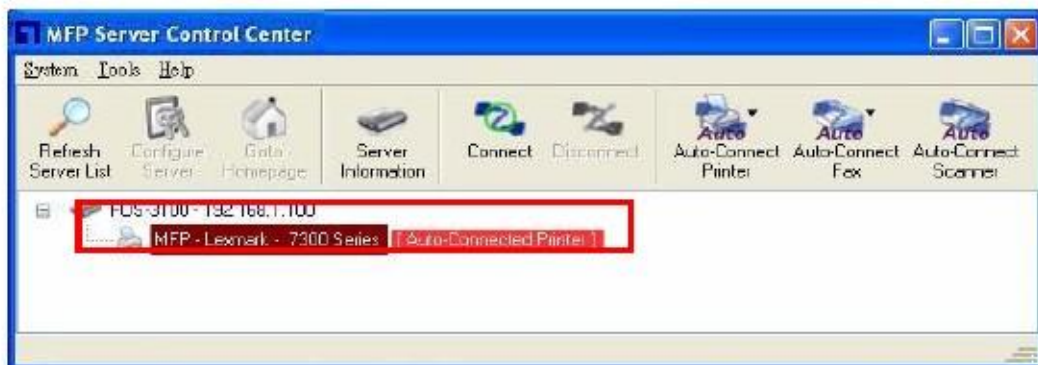 MFP Server Control Center
System Tools Help
Refresh Server List
Configure Server
Goto Homepage
Server Information
Connect
Disconnect
Auto
Auto-Connect Printer
Auto
Auto-Connect Fax
Auto
Auto-Connect Scanner
FUS-3100 - 192.168.1.100
MFP - Lexmark - 7300 Series [ Auto-Connected Printer ]